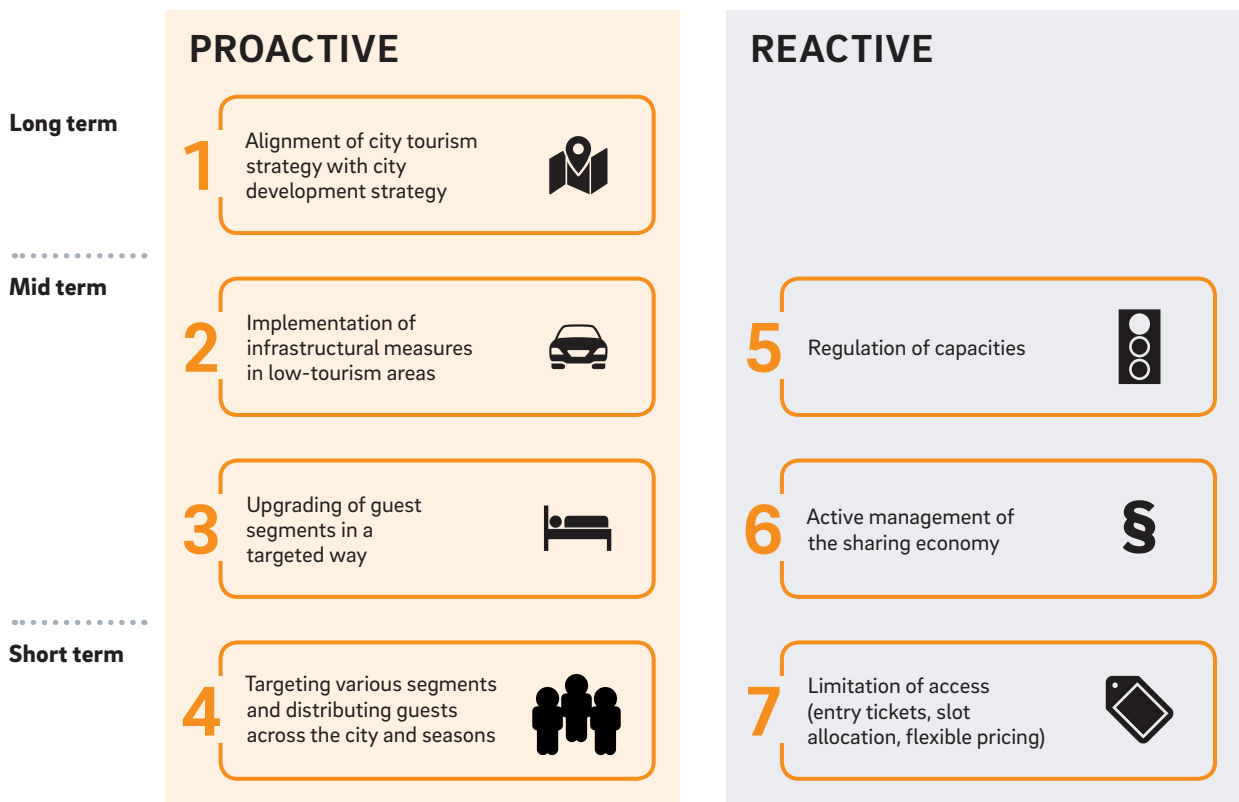 PROACTIVE
REACTIVE
Long term
1
Alignment of city tourism
strategy with city
development strategy
Mid term
2
Implementation of
infrastructural measures
in low-tourism areas
5
Regulation of capacities
3
Upgrading of guest
segments in a
targeted way
6
Active management of
the sharing economy
§
Short term
4
Targeting various segments
and distributing guests
across the city and seasons
7
Limitation of access
(entry tickets, slot
allocation, flexible pricing)